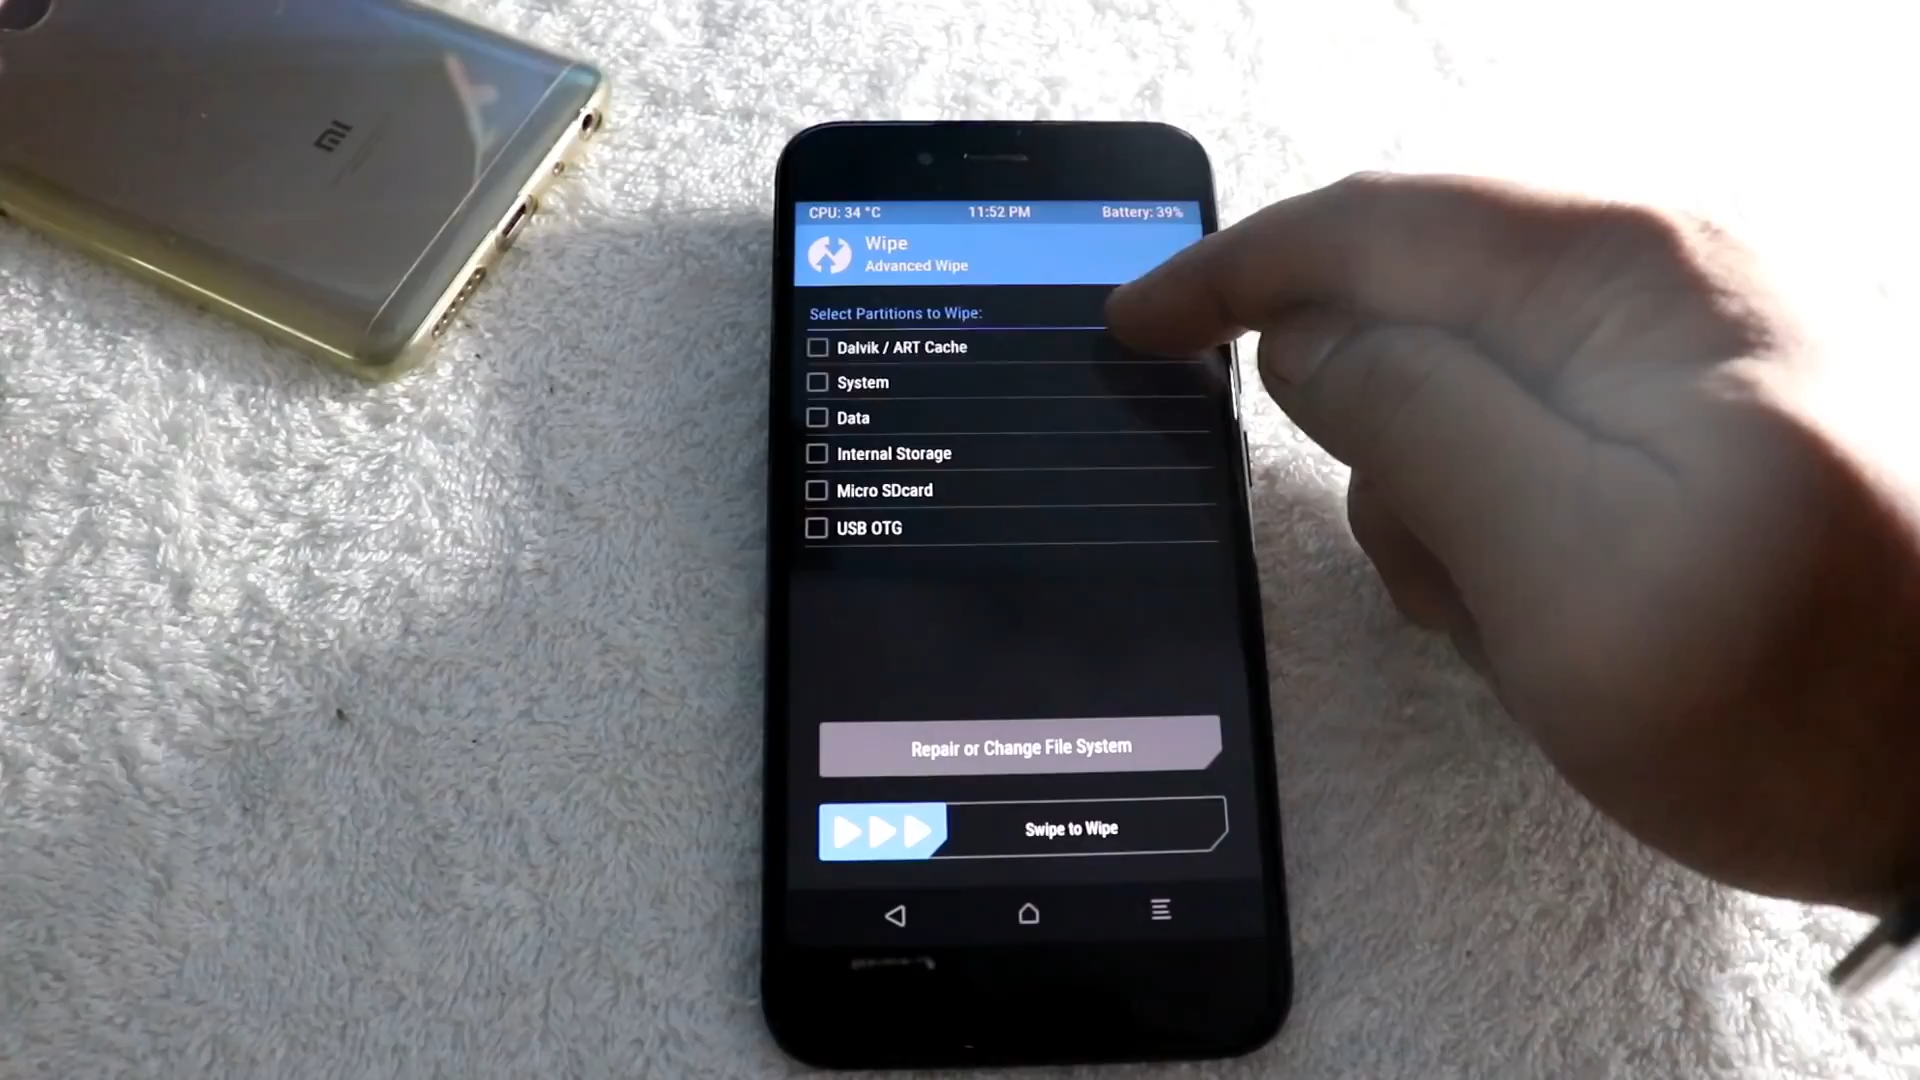 MI
CPU: 34 °C 11:52 PM Battery: 39%
Wipe
Advanced Wipe
Select Partitions to Wipe:
Dalvik / ART Cache
System
Data
Internal Storage
Micro SDcard
USB OTG
Repair or Change File System
Swipe to Wipe